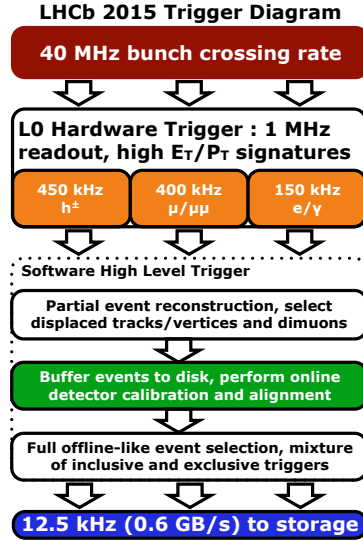 LHCb 2015 Trigger Diagram
40 MHz bunch crossing rate
L0 Hardware Trigger : 1 MHz
readout, high E_T/P_T signatures
450 kHz
h±
400 kHz
μ/μμ
150 kHz
e/γ
Software High Level Trigger
Partial event reconstruction, select
displaced tracks/vertices and dimuons
Buffer events to disk, perform online
detector calibration and alignment
Full offline-like event selection, mixture
of inclusive and exclusive triggers
12.5 kHz (0.6 GB/s) to storage